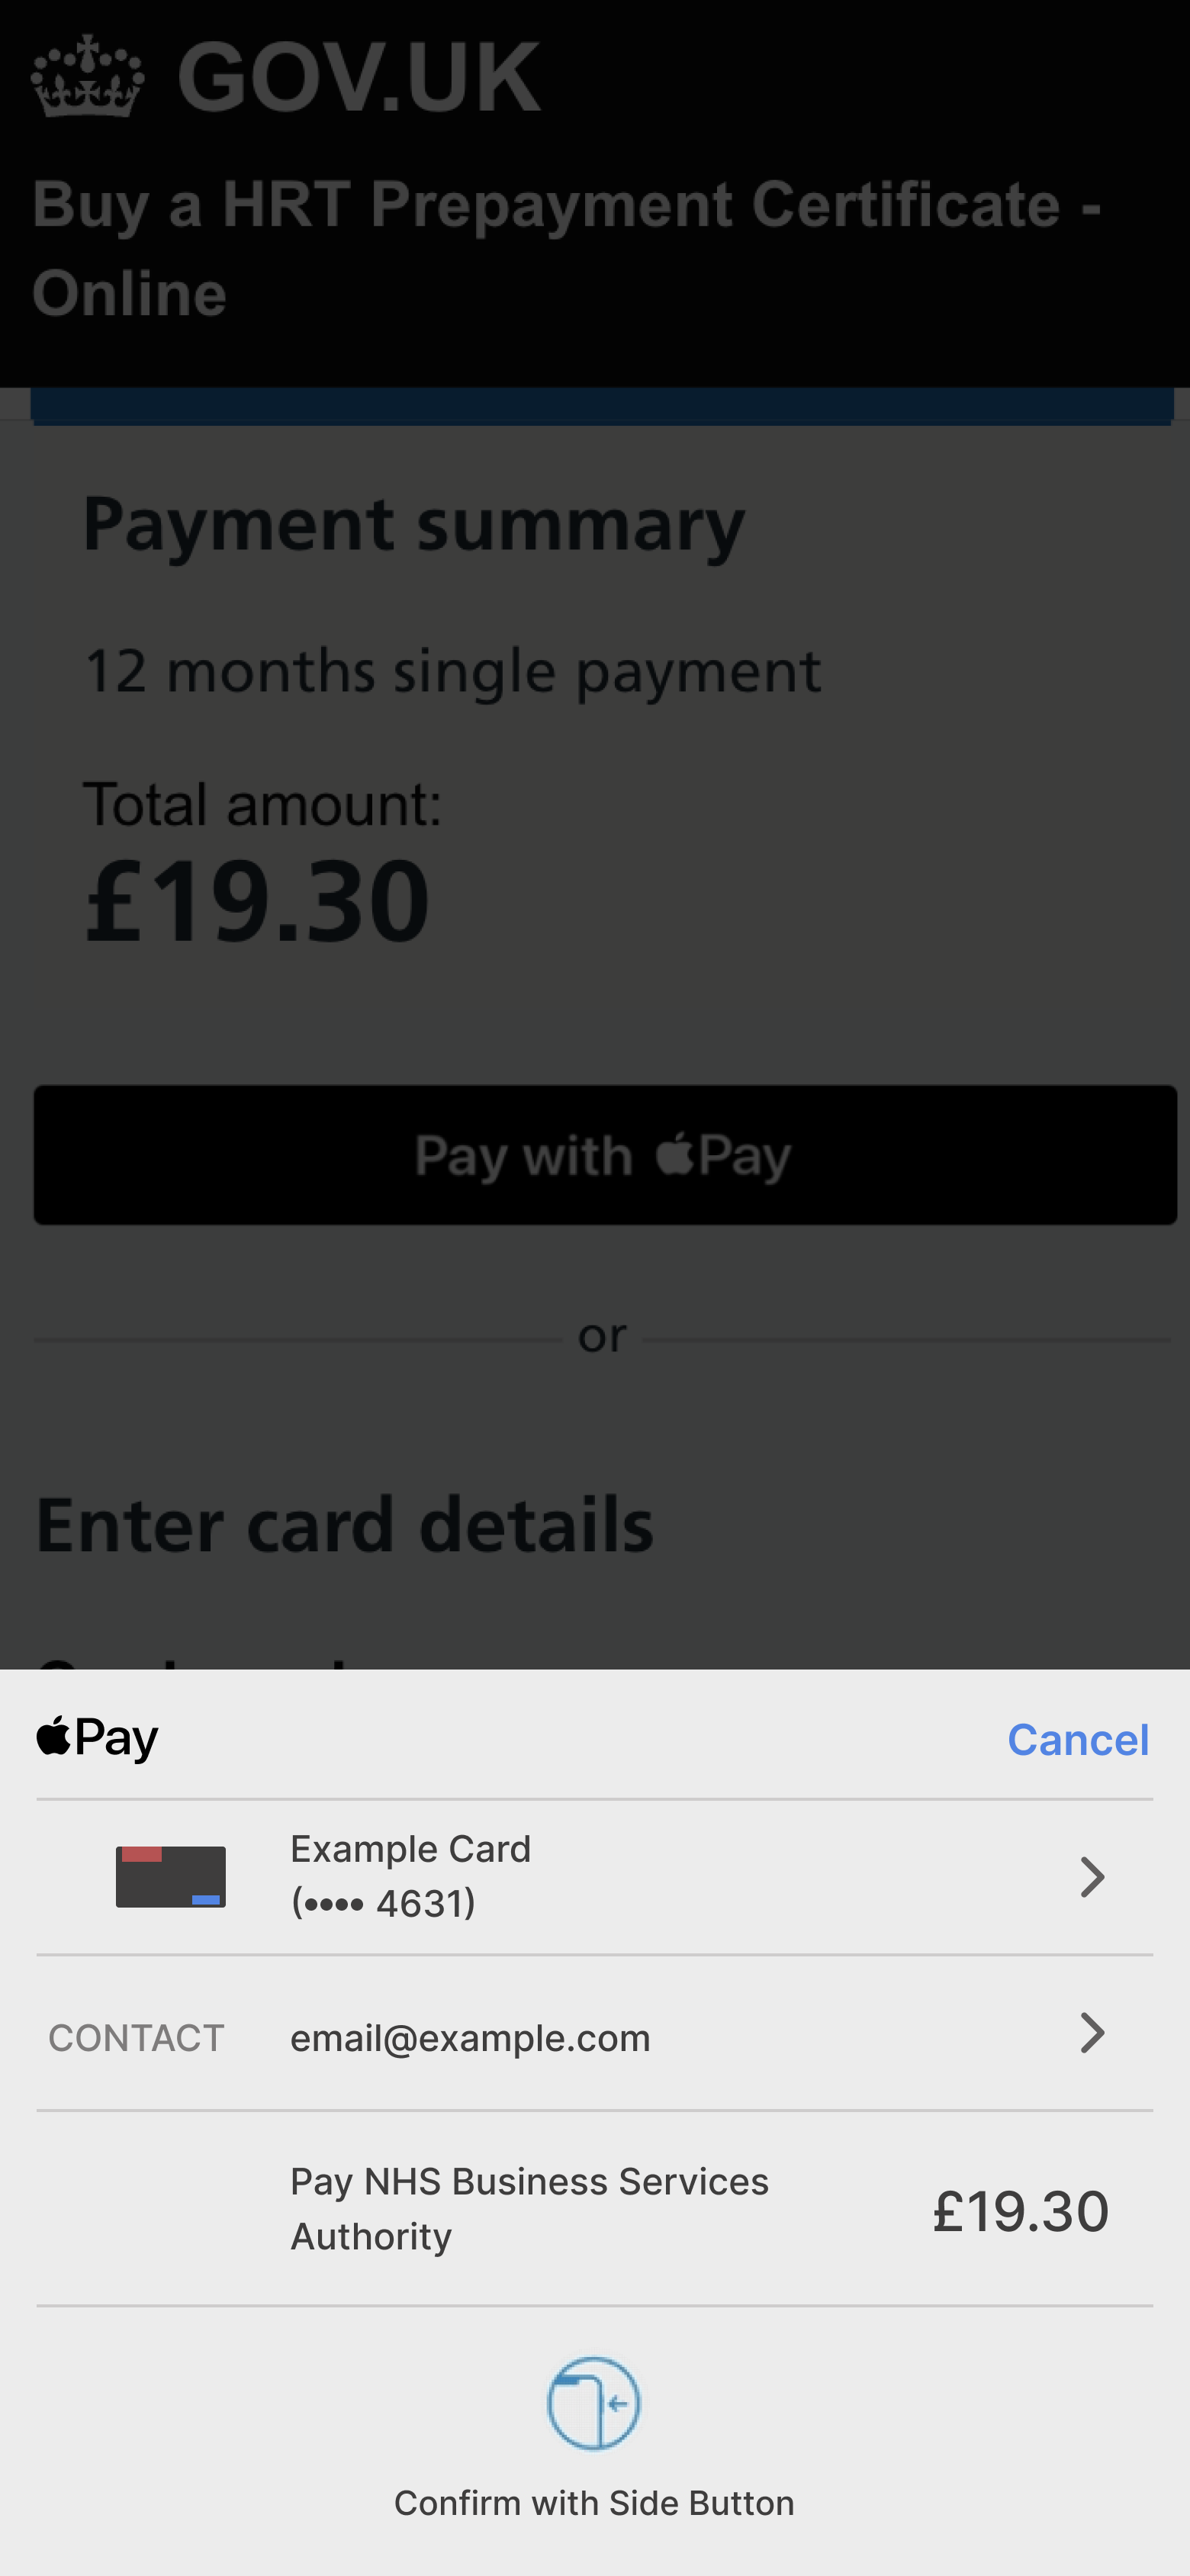 GOV.UK
Buy a HRT Prepayment Certificate -
Online
Payment summary
12 months single payment
Total amount:
£19.30
Pay with Pay
or
Enter card details
Pay
Cancel
Example Card
(•••• 4631)
CONTACT
email@example.com
Pay NHS Business Services
Authority
£19.30
Confirm with Side Button